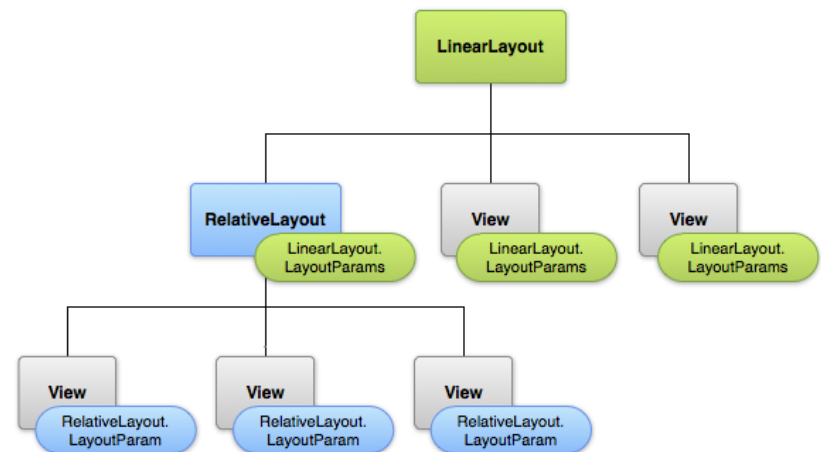 LinearLayout
RelativeLayout
LinearLayout.
LayoutParams
View
LinearLayout.
LayoutParams
View
LinearLayout.
LayoutParams
View
RelativeLayout.
LayoutParam
View
RelativeLayout.
LayoutParam
View
RelativeLayout.
LayoutParam